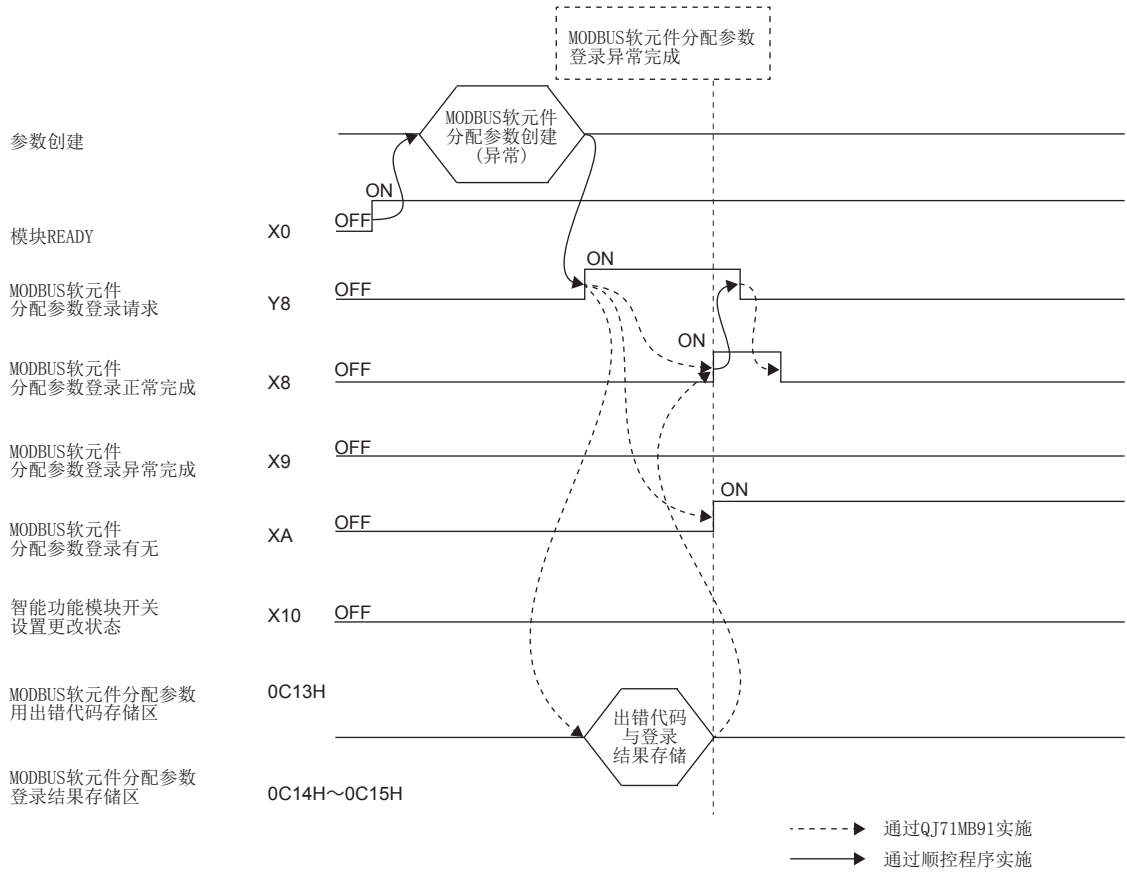 MODBUS软元件分配参数
登录异常完成
MODBUS软元件
分配参数创建
(异常)
参数创建
ON
模块READY X0 OFF
ON
MODBUS软元件
分配参数登录请求 Y8 OFF
ON
MODBUS软元件
分配参数登录正常完成 X8 OFF
MODBUS软元件
分配参数登录异常完成 X9 OFF
ON
MODBUS软元件
分配参数登录有无 XA OFF
智能功能模块开关
设置更改状态 X10 OFF
MODBUS软元件分配参数
用出错代码存储区 0C13H
出错代码
与登录
结果存储
MODBUS软元件分配参数
登录结果存储区 0C14H～0C15H
通过QJ71MB91实施
通过顺控程序实施